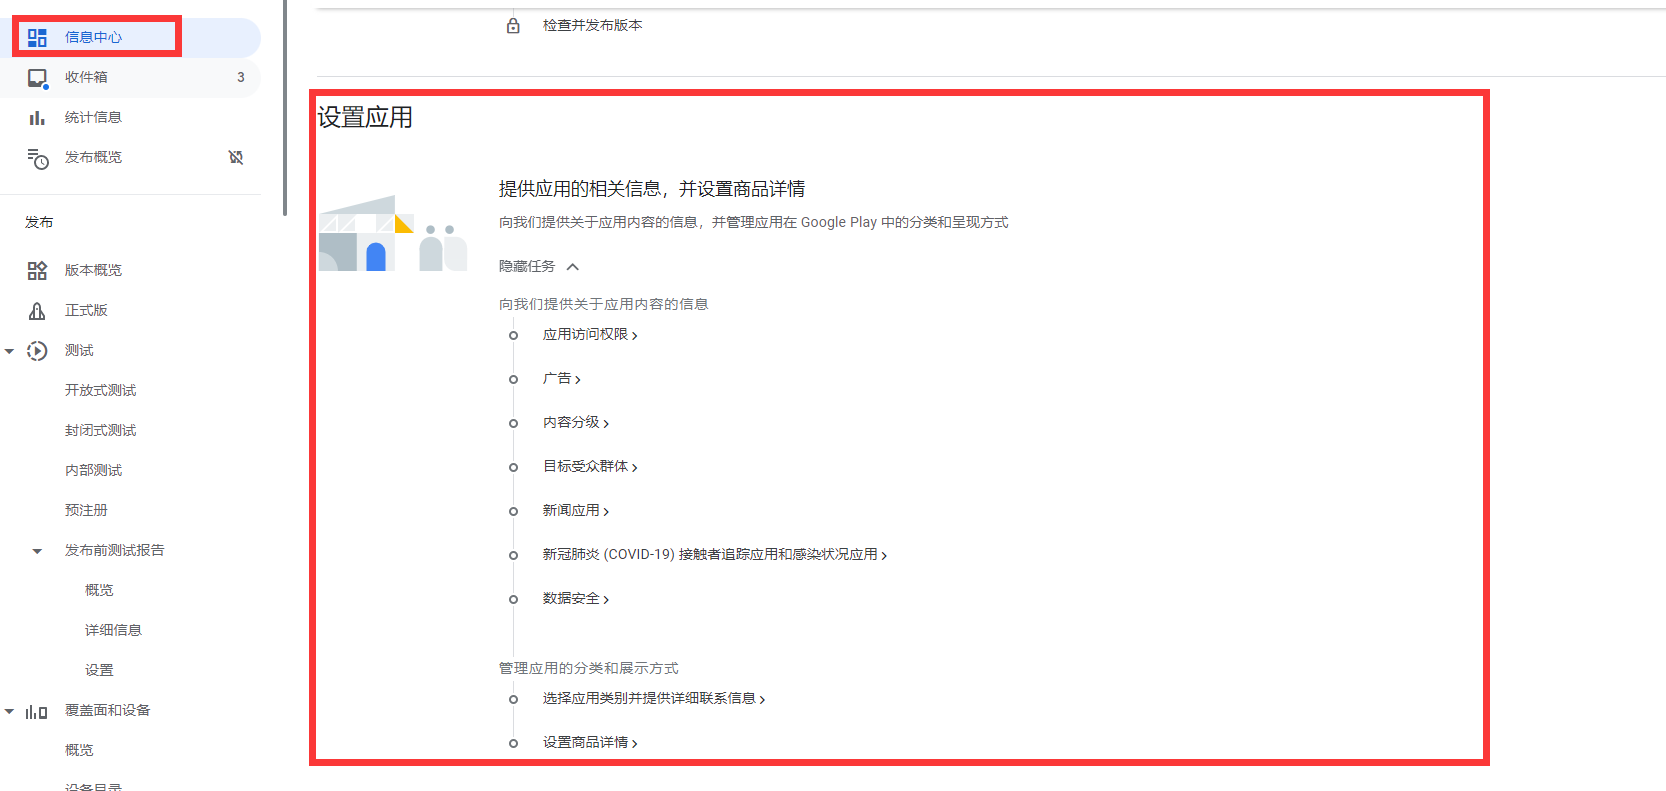 信息中心
收件箱 3
统计信息
发布概览
发布
版本概览
正式版
测试
开放式测试
封闭式测试
内部测试
预注册
发布前测试报告
概览
详细信息
设置
覆盖面和设备
概览
设备目录
检查并发布版本
设置应用
提供应用的相关信息，并设置商品详情
向我们提供关于应用内容的信息，并管理应用在 Google Play 中的分类和呈现方式
隐藏任务
向我们提供关于应用内容的信息
应用访问权限
广告
内容分级
目标受众群体
新闻应用
新冠肺炎 (COVID-19) 接触者追踪应用和感染状况应用
数据安全
管理应用的分类和展示方式
选择应用类别并提供详细联系信息
设置商品详情